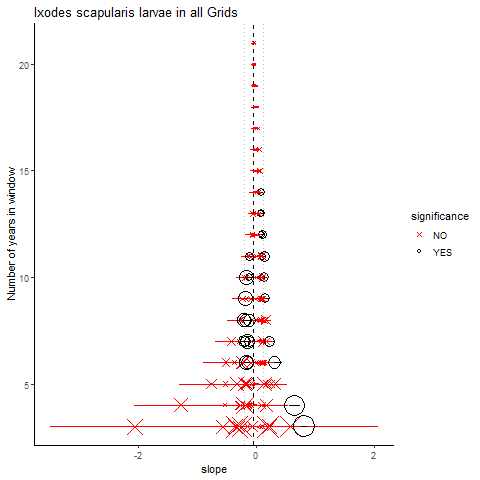 Ixodes scapularis larvae in all Grids
20
15
10
5
Number of years in window
-2
0
2
slope
significance
NO
YES